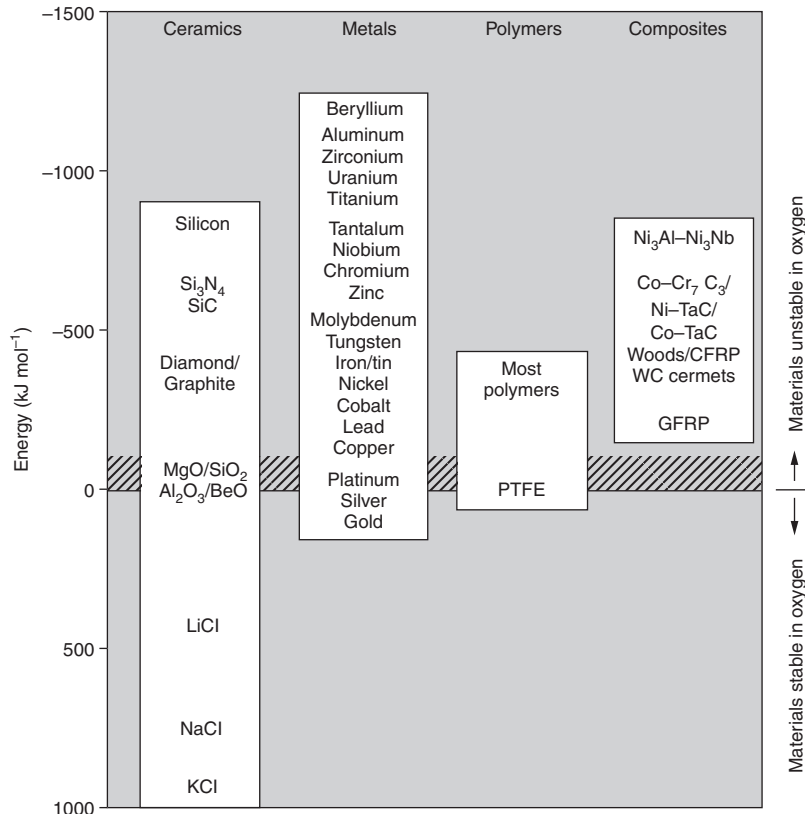 −1500
−1000
−500
0
500
1000
Energy (kJ mol⁻¹)
Ceramics
Silicon
Si₃N₄
SiC
Diamond/
Graphite
MgO/SiO₂
Al₂O₃/BeO
LiCl
NaCl
KCl
Metals
Beryllium
Aluminum
Zirconium
Uranium
Titanium
Tantalum
Niobium
Chromium
Zinc
Molybdenum
Tungsten
Iron/tin
Nickel
Cobalt
Lead
Copper
Platinum
Silver
Gold
Polymers
Most
polymers
PTFE
Composites
Ni₃Al–Ni₃Nb
Co–Cr₇ C₃/
Ni–TaC/
Co–TaC
Woods/CFRP
WC cermets
GFRP
Materials unstable in oxygen
Materials stable in oxygen